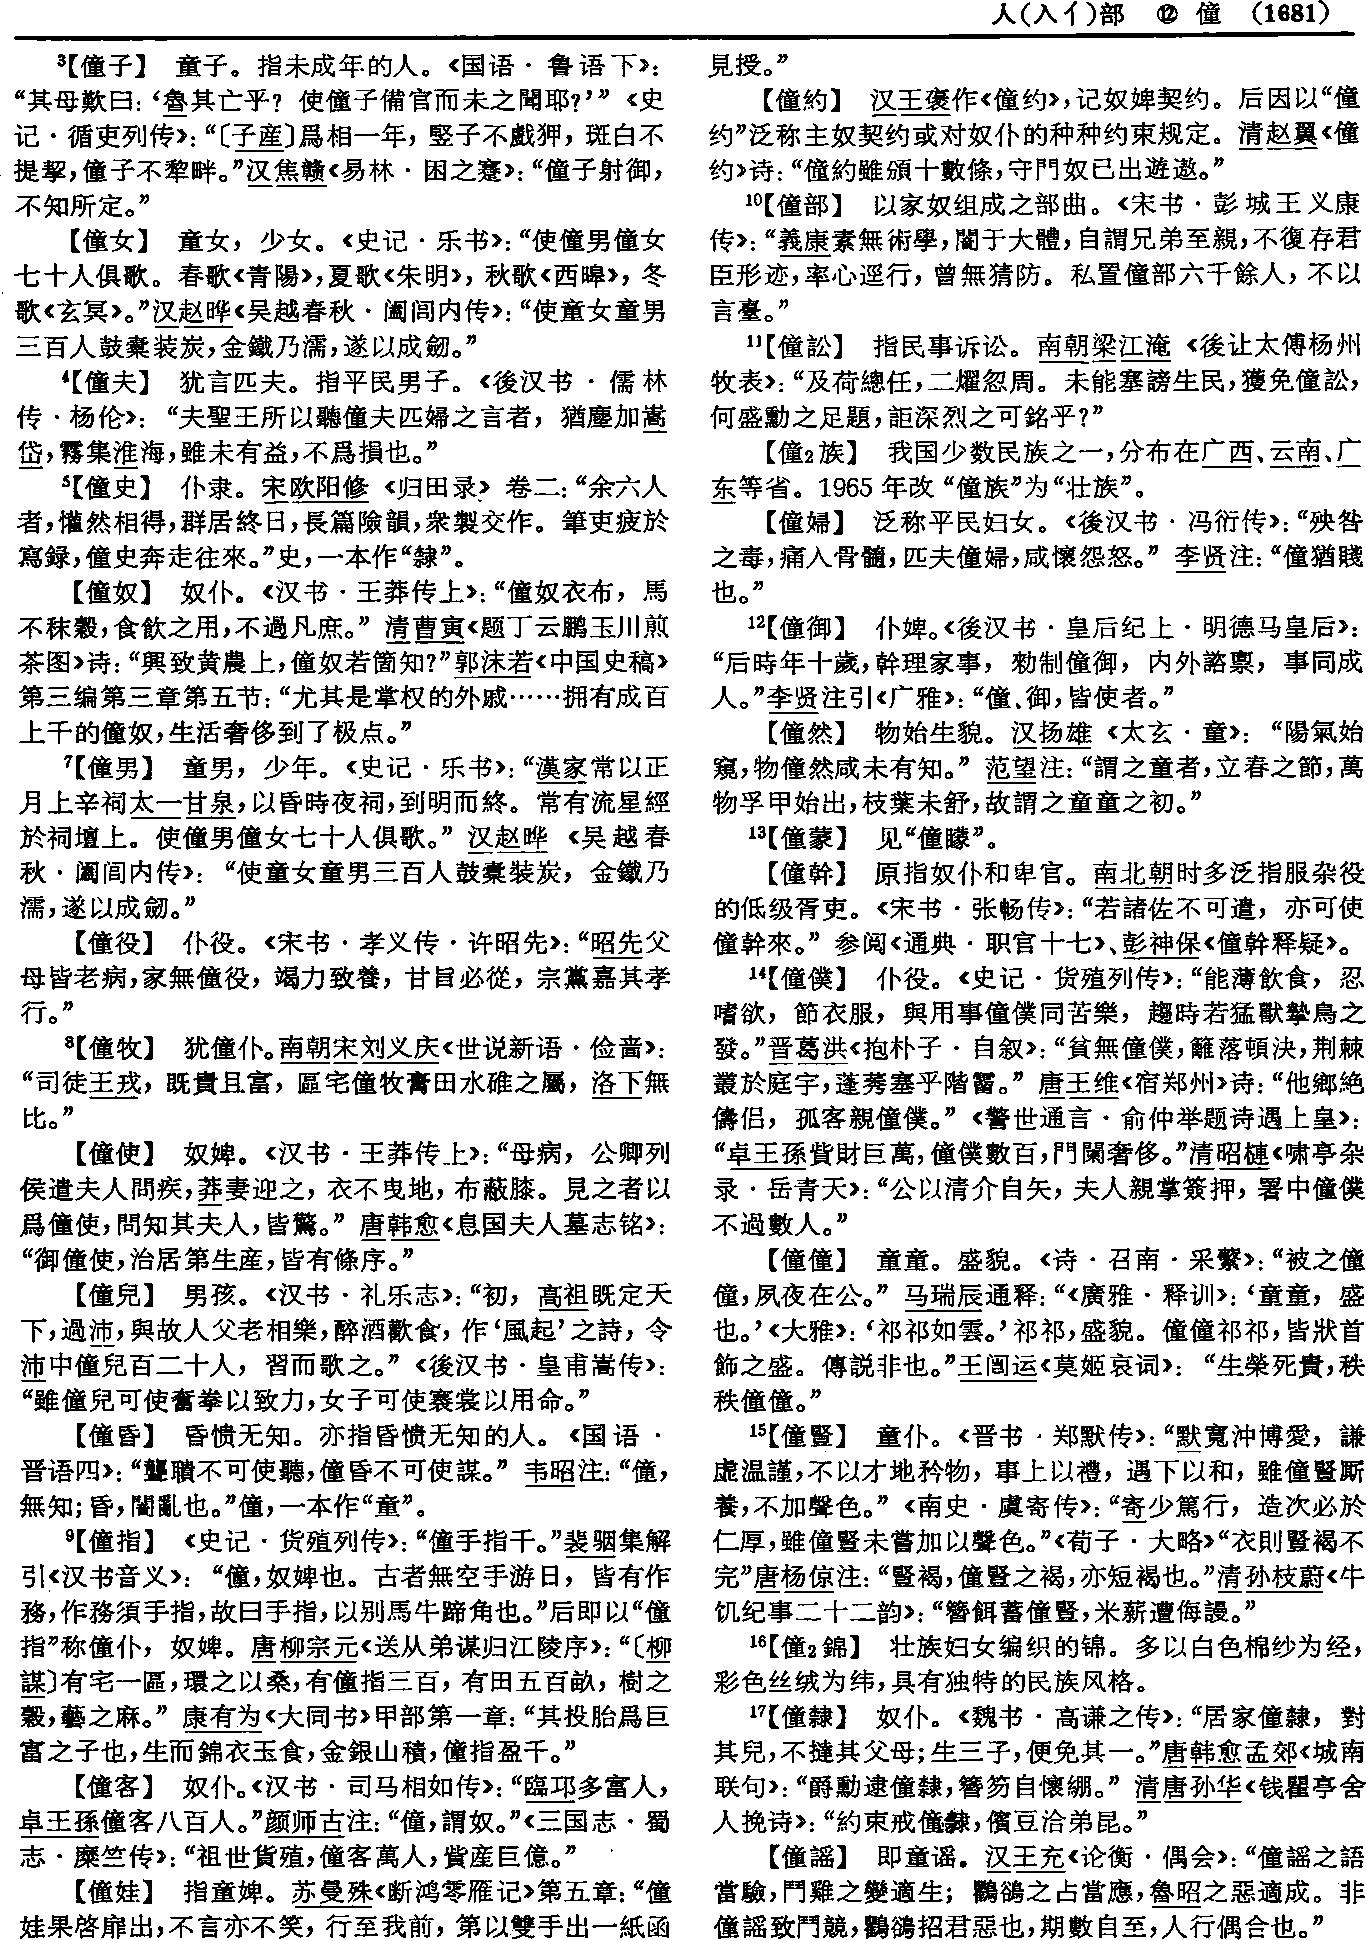 人(入亻)部 ⑫ 僮 (1681)
³【僮子】 童子。指未成年的人。《国语·鲁语下》：
“其母歎曰：‘魯其亡乎？使僮子備官而未之聞耶？’”《史
记·循吏列传》：“〔子産〕爲相一年，竪子不戲狎，斑白不
提挈，僮子不犂畔。”汉焦赣《易林·困之蹇》：“僮子射御，
不知所定。”
【僮女】 童女，少女。《史记·乐书》：“使僮男僮女
七十人俱歌。春歌《青陽》，夏歌《朱明》，秋歌《西暤》，冬
歌《玄冥》。”汉赵晔《吴越春秋·阖闾内传》：“使童女童男
三百人鼓橐装炭，金鐵乃濡，遂以成劒。”
⁴【僮夫】 犹言匹夫。指平民男子。《後汉书·儒林
传·杨伦》：“夫聖王所以聽僮夫匹婦之言者，猶塵加嵩
岱，霧集淮海，雖未有益，不爲損也。”
⁵【僮史】 仆隶。宋欧阳修《归田录》卷二：“余六人
者，懽然相得，群居終日，長篇險韻，衆製交作。筆吏疲於
寫録，僮史奔走往來。”史，一本作“隸”。
【僮奴】 奴仆。《汉书·王莽传上》：“僮奴衣布，馬
不秣穀，食飲之用，不過凡庶。”清曹寅《题丁云鹏玉川煎
茶图》诗：“興致黄農上，僮奴若箇知？”郭沫若《中国史稿》
第三编第三章第五节：“尤其是掌权的外戚……拥有成百
上千的僮奴，生活奢侈到了极点。”
⁷【僮男】 童男，少年。《史记·乐书》：“漢家常以正
月上辛祠太一甘泉，以昏時夜祠，到明而終。常有流星經
於祠壇上。使僮男僮女七十人俱歌。”汉赵晔《吴越春
秋·阖闾内传》：“使童女童男三百人鼓橐裝炭，金鐵乃
濡，遂以成劒。”
【僮役】 仆役。《宋书·孝义传·许昭先》：“昭先父
母皆老病，家無僮役，竭力致養，甘旨必從，宗黨嘉其孝
行。”
⁸【僮牧】 犹僮仆。南朝宋刘义庆《世说新语·俭啬》：
“司徒王戎，既貴且富，區宅僮牧膏田水碓之屬，洛下無
比。”
【僮使】 奴婢。《汉书·王莽传上》：“母病，公卿列
侯遣夫人問疾，莽妻迎之，衣不曳地，布蔽膝。見之者以
爲僮使，問知其夫人，皆驚。”唐韩愈《息国夫人墓志铭》：
“御僮使，治居第生産，皆有條序。”
【僮兒】 男孩。《汉书·礼乐志》：“初，高祖既定天
下，過沛，與故人父老相樂，醉酒歡食，作‘風起’之詩，令
沛中僮兒百二十人，習而歌之。”《後汉书·皇甫嵩传》：
“雖僮兒可使奮拳以致力，女子可使褰裳以用命。”
【僮昏】 昏愦无知。亦指昏愦无知的人。《国语·
晋语四》：“聾聵不可使聽，僮昏不可使謀。”韦昭注：“僮，
無知；昏，闇亂也。”僮，一本作“童”。
⁹【僮指】 《史记·货殖列传》：“僮手指千。”裴骃集解
引《汉书音义》：“僮，奴婢也。古者無空手游日，皆有作
務，作務須手指，故曰手指，以别馬牛蹄角也。”后即以“僮
指”称僮仆，奴婢。唐柳宗元《送从弟谋归江陵序》：“〔柳
謀〕有宅一區，環之以桑，有僮指三百，有田五百畝，樹之
穀，藝之麻。”康有为《大同书》甲部第一章：“其投胎爲巨
富之子也，生而錦衣玉食，金銀山積，僮指盈千。”
【僮客】 奴仆。《汉书·司马相如传》：“臨邛多富人，
卓王孫僮客八百人。”颜师古注：“僮，謂奴。”《三国志·蜀
志·糜竺传》：“祖世貨殖，僮客萬人，貲産巨億。”
【僮娃】 指童婢。苏曼殊《断鸿零雁记》第五章：“僮
娃果啓扉出，不言亦不笑，行至我前，第以雙手出一紙函
見授。”
【僮約】 汉王褒作《僮约》，记奴婢契约。后因以“僮
约”泛称主奴契约或对奴仆的种种约束规定。清赵翼《僮
约》诗：“僮約雖頒十數條，守門奴已出遊遨。”
¹⁰【僮部】 以家奴组成之部曲。《宋书·彭城王义康
传》：“義康素無術學，闇于大體，自謂兄弟至親，不復存君
臣形迹，率心逕行，曾無猜防。私置僮部六千餘人，不以
言臺。”
¹¹【僮訟】 指民事诉讼。南朝梁江淹《後让太傅杨州
牧表》：“及荷總任，二燿忽周。未能塞謗生民，獲免僮訟，
何盛勳之足題，詎深烈之可銘乎？”
【僮₂族】 我国少数民族之一，分布在广西、云南、广
东等省。1965年改“僮族”为“壮族”。
【僮婦】 泛称平民妇女。《後汉书·冯衍传》：“殃咎
之毒，痛入骨髓，匹夫僮婦，咸懷怨怒。”李贤注：“僮猶賤
也。”
¹²【僮御】 仆婢。《後汉书·皇后纪上·明德马皇后》：
“后時年十歲，幹理家事，勑制僮御，内外諮禀，事同成
人。”李贤注引《广雅》：“僮、御，皆使者。”
【僮然】 物始生貌。汉扬雄《太玄·童》：“陽氣始
窺，物僮然咸未有知。”范望注：“謂之童者，立春之節，萬
物孚甲始出，枝葉未舒，故謂之童童之初。”
¹³【僮蒙】 见“僮矇”。
【僮幹】 原指奴仆和卑官。南北朝时多泛指服杂役
的低级胥吏。《宋书·张畅传》：“若諸佐不可遣，亦可使
僮幹來。”参阅《通典·职官十七》、彭神保《僮幹释疑》。
¹⁴【僮僕】 仆役。《史记·货殖列传》：“能薄飲食，忍
嗜欲，節衣服，與用事僮僕同苦樂，趨時若猛獸摯鳥之
發。”晋葛洪《抱朴子·自叙》：“貧無僮僕，籬落頓決，荆棘
叢於庭宇，蓬莠塞乎階霤。”唐王维《宿郑州》诗：“他鄉絶
儔侣，孤客親僮僕。”《警世通言·俞仲举题诗遇上皇》：
“卓王孫貲財巨萬，僮僕數百，門闌奢侈。”清昭梿《啸亭杂
录·岳青天》：“公以清介自矢，夫人親掌簽押，署中僮僕
不過數人。”
【僮僮】 童童。盛貌。《诗·召南·采蘩》：“被之僮
僮，夙夜在公。”马瑞辰通释：“《廣雅·释训》：‘童童，盛
也。’《大雅》：‘祁祁如雲。’祁祁，盛貌。僮僮祁祁，皆狀首
飾之盛。傳説非也。”王闿运《莫姬哀词》：“生榮死貴，秩
秩僮僮。”
¹⁵【僮豎】 童仆。《晋书·郑默传》：“默寬沖博愛，謙
虚温謹，不以才地矜物，事上以禮，遇下以和，雖僮豎厮
養，不加聲色。”《南史·虞寄传》：“寄少篤行，造次必於
仁厚，雖僮豎未嘗加以聲色。”《荀子·大略》“衣則豎褐不
完”唐杨倞注：“豎褐，僮豎之褐，亦短褐也。”清孙枝蔚《牛
饥纪事二十二韵》：“簪餌蓄僮豎，米薪遭侮謾。”
¹⁶【僮₂錦】 壮族妇女编织的锦。多以白色棉纱为经，
彩色丝绒为纬，具有独特的民族风格。
¹⁷【僮隸】 奴仆。《魏书·高谦之传》：“居家僮隸，對
其兒，不撻其父母；生三子，便免其一。”唐韩愈孟郊《城南
联句》：“爵勳逮僮隸，簪笏自懷綳。”清唐孙华《钱瞿亭舍
人挽诗》：“約束戒僮隸，儐豆洽弟昆。”
【僮謡】 即童谣。汉王充《论衡·偶会》：“僮謡之語
當驗，鬥雞之變適生；鸜鵒之占當應，魯昭之惡適成。非
僮謡致鬥競，鸜鵒招君惡也，期數自至，人行偶合也。”